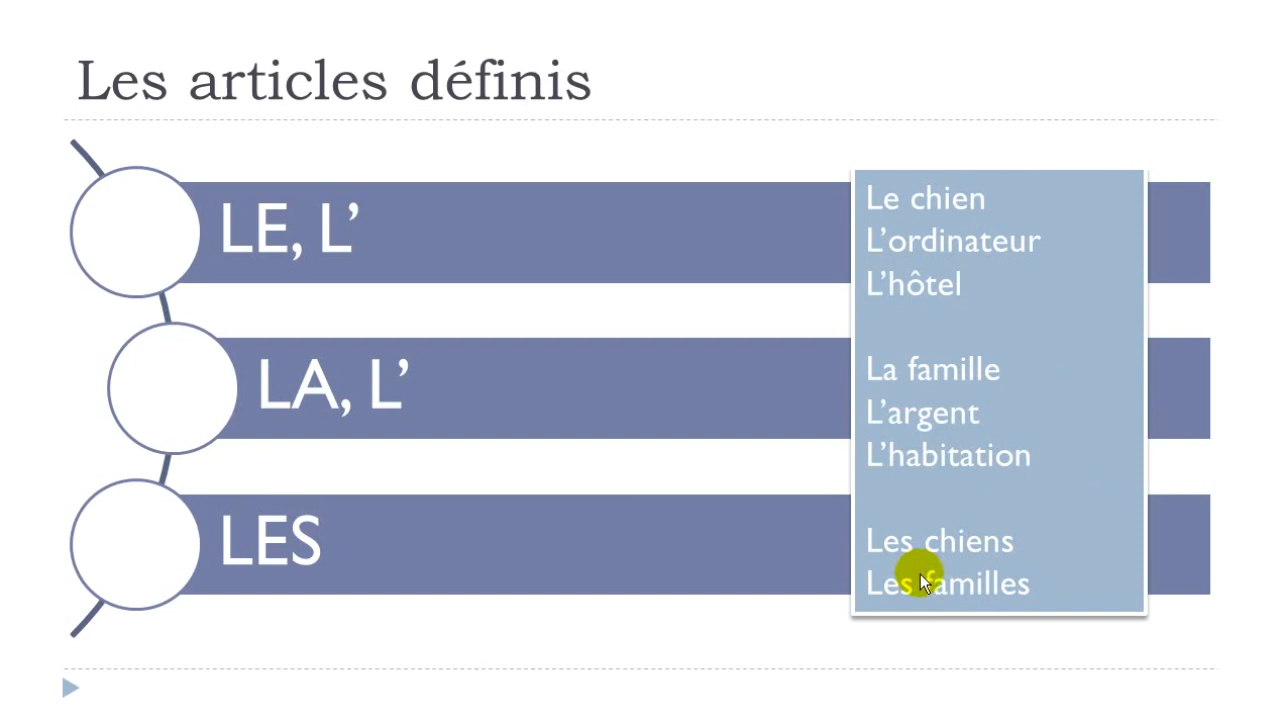 Les articles définis
LE, L’
LA, L’
LES
Le chien
L’ordinateur
L’hôtel
La famille
L’argent
L’habitation
Les chiens
Les familles